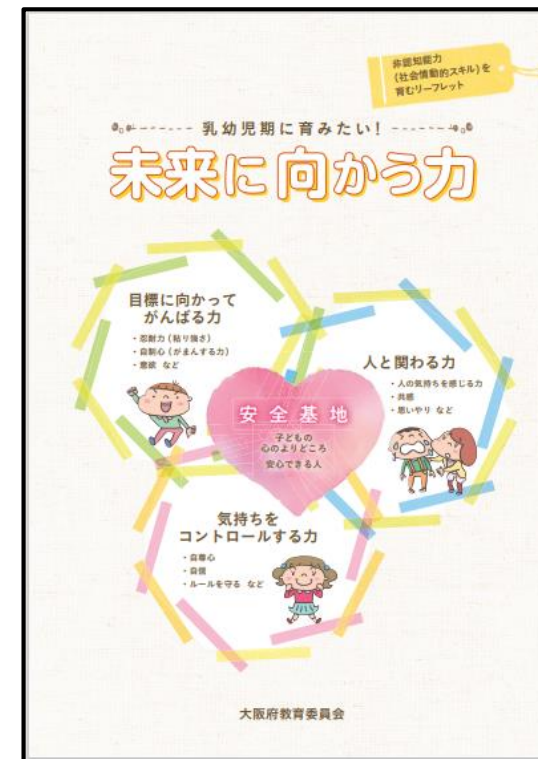 非認知能力
(社会情動的スキル)を
育むリーフレット
乳幼児期に育みたい!
未来に向かう力
目標に向かって
がんばる力
・忍耐力(粘り強さ)
・自制心(がまんする力)
・意欲 など
人と関わる力
・人の気持ちを感じる力
・共感
・思いやり など
安全基地
子どもの
心のよりどころ
安心できる人
気持ちを
コントロールする力
・自尊心
・自信
・ルールを守る など
大阪府教育委員会